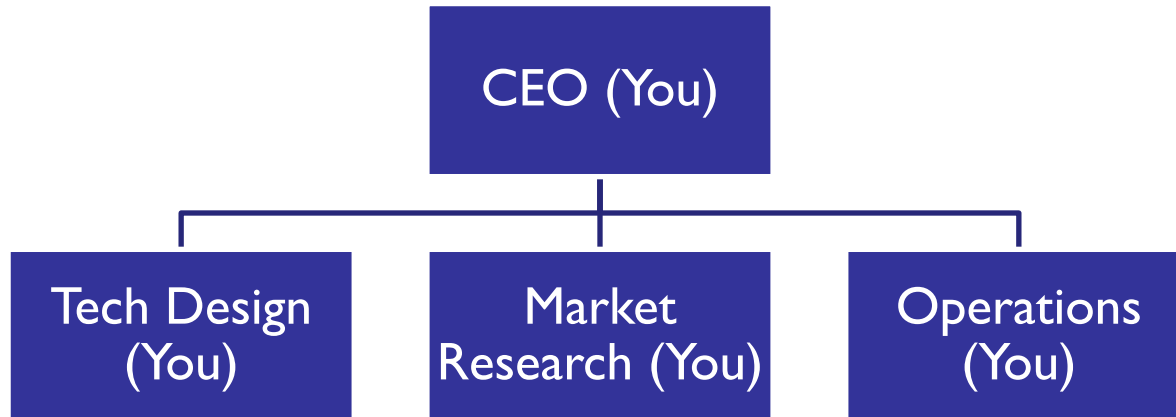 CEO (You)
Tech Design
(You)
Market
Research (You)
Operations
(You)